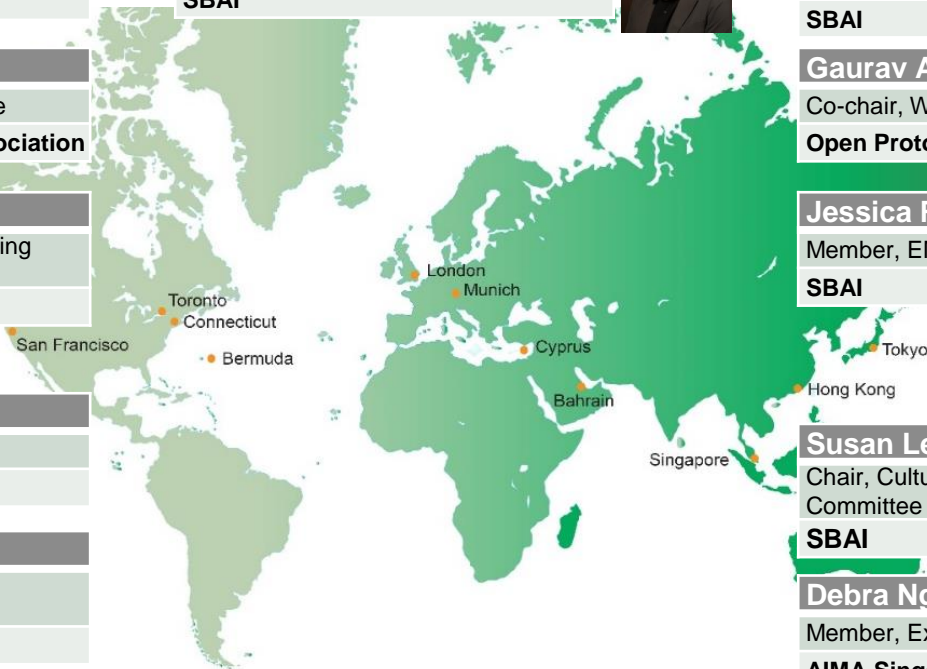 SBAI
e
ociation
ing
SBAI
Gaurav A
Co-chair, W
Open Proto
Jessica
Member,
SBAI
London
Munich
Toronto
Connecticut
San Francisco
Bermuda
Cyprus
Bahrain
Tokyo
Hong Kong
Singapore
Susan Le
Chair, Cultu
Committee
SBAI
Debra Ng
Member, Ex
AIMA Sing